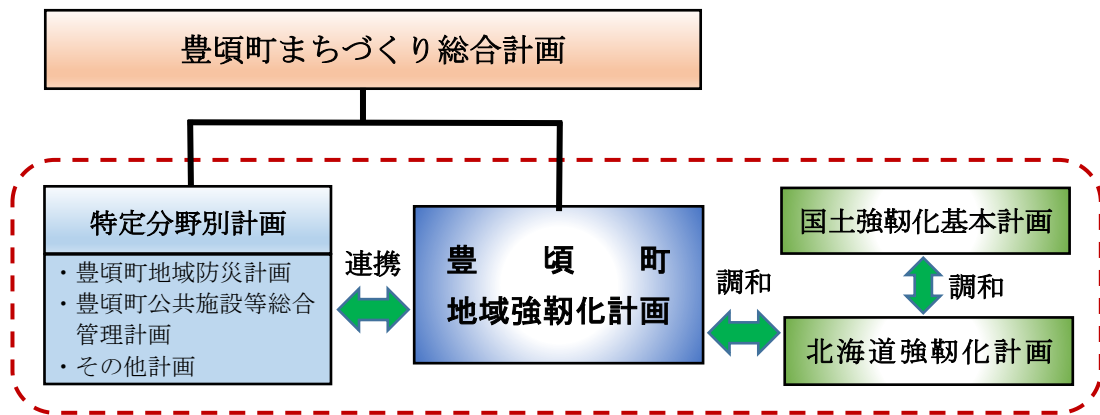 豊頃町まちづくり総合計画
特定分野別計画
・豊頃町地域防災計画
・豊頃町公共施設等総合
管理計画
・その他計画
連携
豊頃町
地域強靭化計画
調和
国土強靭化基本計画
調和
北海道強靭化計画